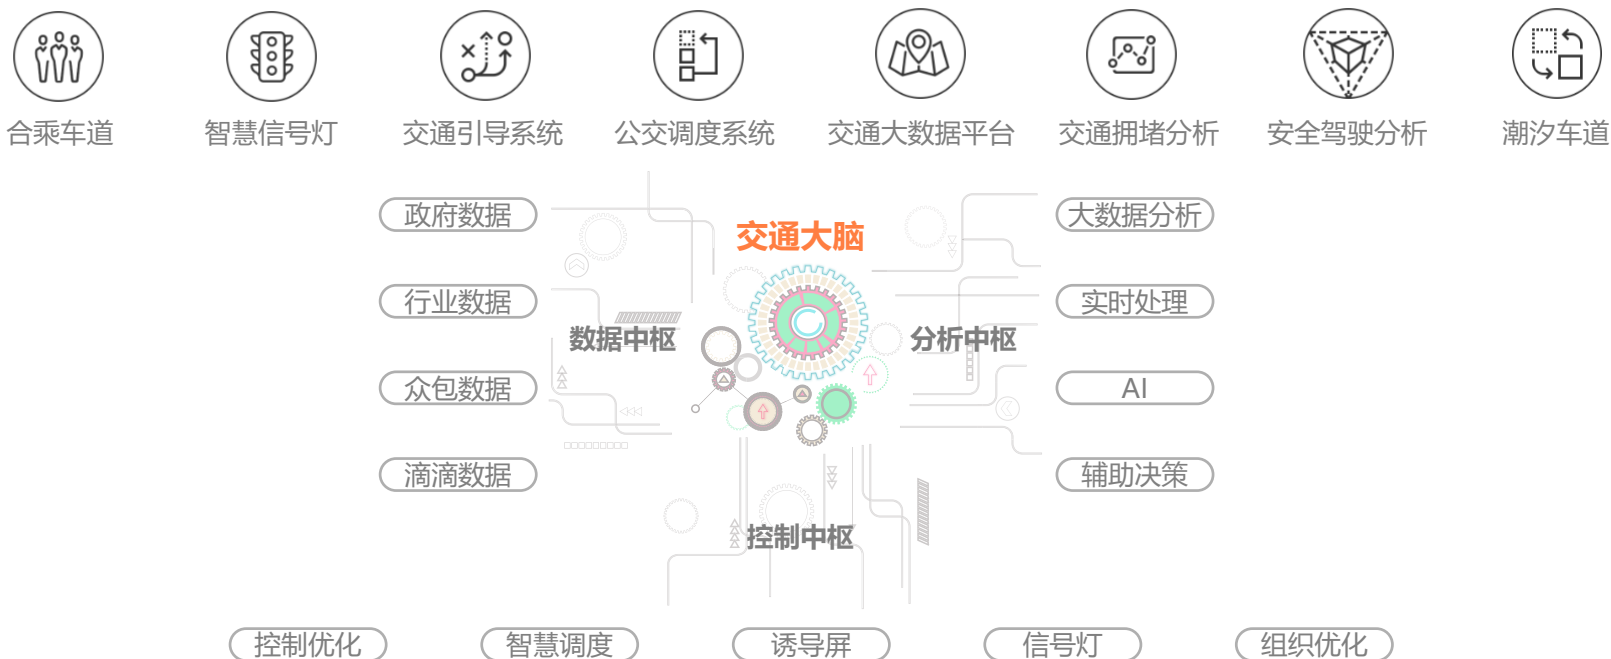 合乘车道 智慧信号灯 交通引导系统 公交调度系统 交通大数据平台 交通拥堵分析 安全驾驶分析 潮汐车道
政府数据
行业数据
众包数据
滴滴数据
交通大脑
数据中枢
分析中枢
控制中枢
大数据分析
实时处理
AI
辅助决策
控制优化 智慧调度 诱导屏 信号灯 组织优化